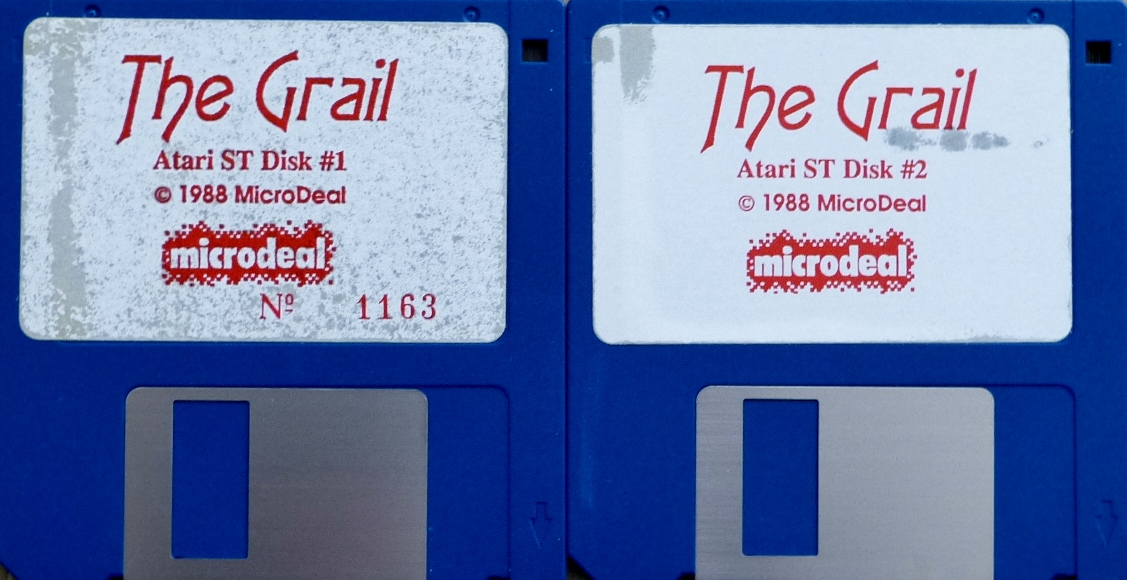 The Grail
Atari ST Disk #1
© 1988 MicroDeal
microdeal
Nº 1163
The Grail
Atari ST Disk #2
© 1988 MicroDeal
microdeal